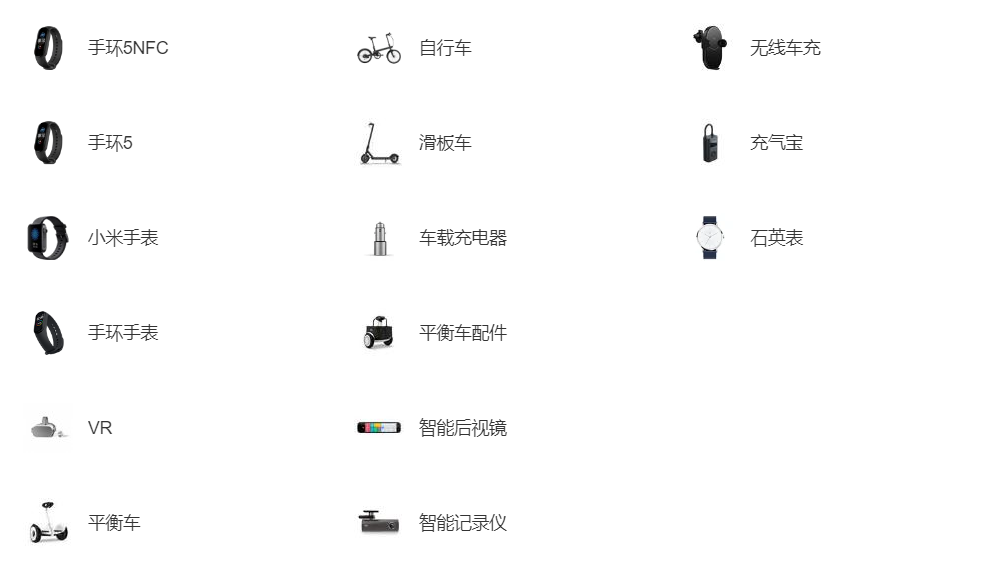 手环5NFC
自行车
无线车充
手环5
滑板车
充气宝
小米手表
车载充电器
石英表
手环手表
平衡车配件
VR
智能后视镜
平衡车
智能记录仪